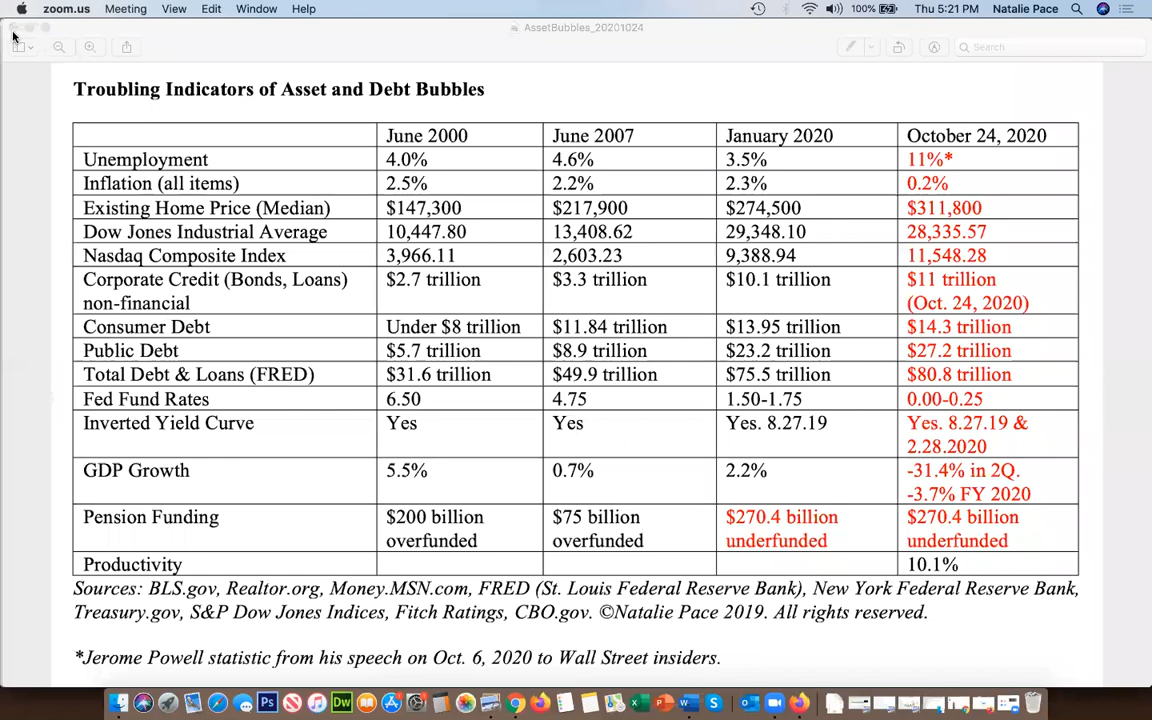 zoom.us Meeting View Edit Window Help 100% Thu 5:21 PM Natalie Pace
AssetBubbles_20201024
Search
Troubling Indicators of Asset and Debt Bubbles
June 2000 June 2007 January 2020 October 24, 2020
Unemployment 4.0% 4.6% 3.5% 11%*
Inflation (all items) 2.5% 2.2% 2.3% 0.2%
Existing Home Price (Median) $147,300 $217,900 $274,500 $311,800
Dow Jones Industrial Average 10,447.80 13,408.62 29,348.10 28,335.57
Nasdaq Composite Index 3,966.11 2,603.23 9,388.94 11,548.28
Corporate Credit (Bonds, Loans) $2.7 trillion $3.3 trillion $10.1 trillion $11 trillion
non-financial (Oct. 24, 2020)
Consumer Debt Under $8 trillion $11.84 trillion $13.95 trillion $14.3 trillion
Public Debt $5.7 trillion $8.9 trillion $23.2 trillion $27.2 trillion
Total Debt & Loans (FRED) $31.6 trillion $49.9 trillion $75.5 trillion $80.8 trillion
Fed Fund Rates 6.50 4.75 1.50-1.75 0.00-0.25
Inverted Yield Curve Yes Yes Yes. 8.27.19 Yes. 8.27.19 &
2.28.2020
GDP Growth 5.5% 0.7% 2.2% -31.4% in 2Q.
-3.7% FY 2020
Pension Funding $200 billion $75 billion $270.4 billion $270.4 billion
overfunded overfunded underfunded underfunded
Productivity 10.1%
Sources: BLS.gov, Realtor.org, Money.MSN.com, FRED (St. Louis Federal Reserve Bank), New York Federal Reserve Bank,
Treasury.gov, S&P Dow Jones Indices, Fitch Ratings, CBO.gov. ©Natalie Pace 2019. All rights reserved.
*Jerome Powell statistic from his speech on Oct. 6, 2020 to Wall Street insiders.
Ps Dw